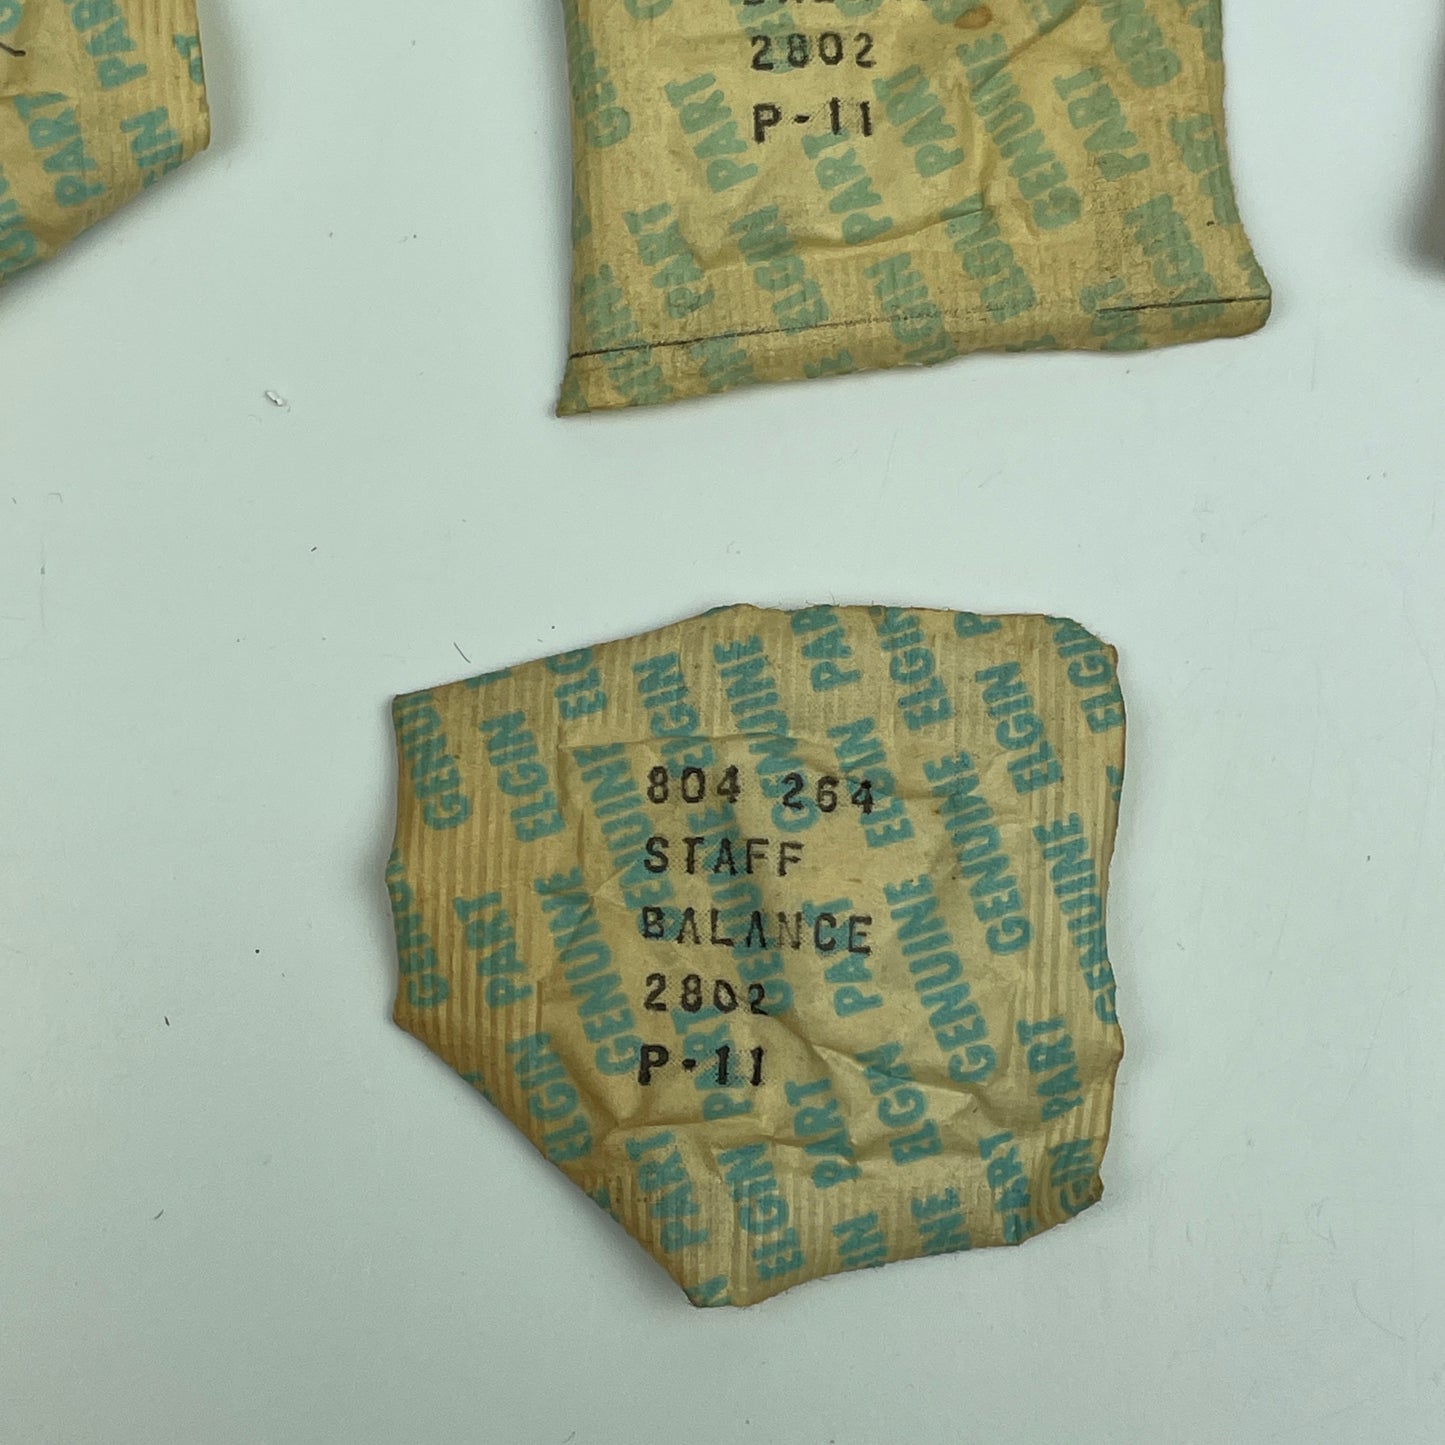 2802
P-11
804 264
STAFF
BALANCE
2802
P-11
GENUINE ELGIN PART